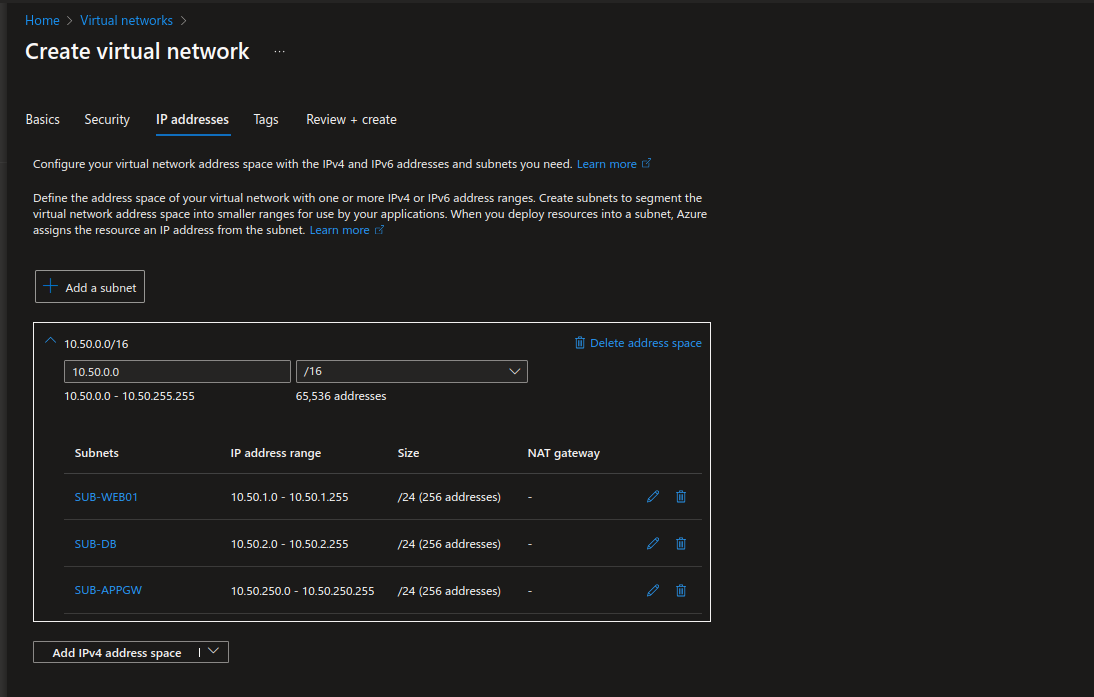 Home > Virtual networks >
Create virtual network ...
Basics Security IP addresses Tags Review + create
Configure your virtual network address space with the IPv4 and IPv6 addresses and subnets you need. Learn more
Define the address space of your virtual network with one or more IPv4 or IPv6 address ranges. Create subnets to segment the
virtual network address space into smaller ranges for use by your applications. When you deploy resources into a subnet, Azure
assigns the resource an IP address from the subnet. Learn more
+ Add a subnet
10.50.0.0/16 Delete address space
10.50.0.0 /16
10.50.0.0 - 10.50.255.255 65,536 addresses
Subnets IP address range Size NAT gateway
SUB-WEB01 10.50.1.0 - 10.50.1.255 /24 (256 addresses) -
SUB-DB 10.50.2.0 - 10.50.2.255 /24 (256 addresses) -
SUB-APPGW 10.50.250.0 - 10.50.250.255 /24 (256 addresses) -
Add IPv4 address space |